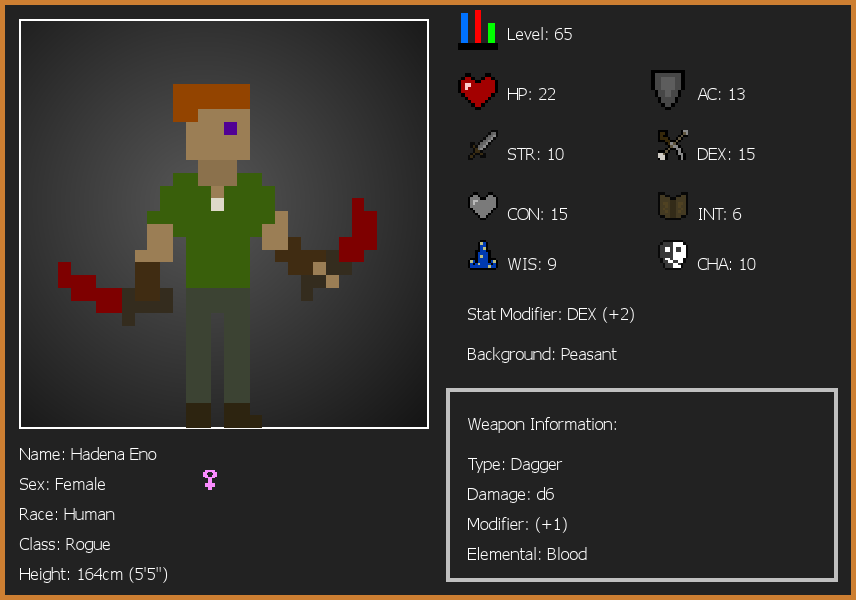 Level: 65
HP: 22
AC: 13
STR: 10
DEX: 15
CON: 15
INT: 6
WIS: 9
CHA: 10
Stat Modifier: DEX (+2)
Background: Peasant
Weapon Information:
Type: Dagger
Damage: d6
Modifier: (+1)
Elemental: Blood
Name: Hadena Eno
Sex: Female
Race: Human
Class: Rogue
Height: 164cm (5'5")